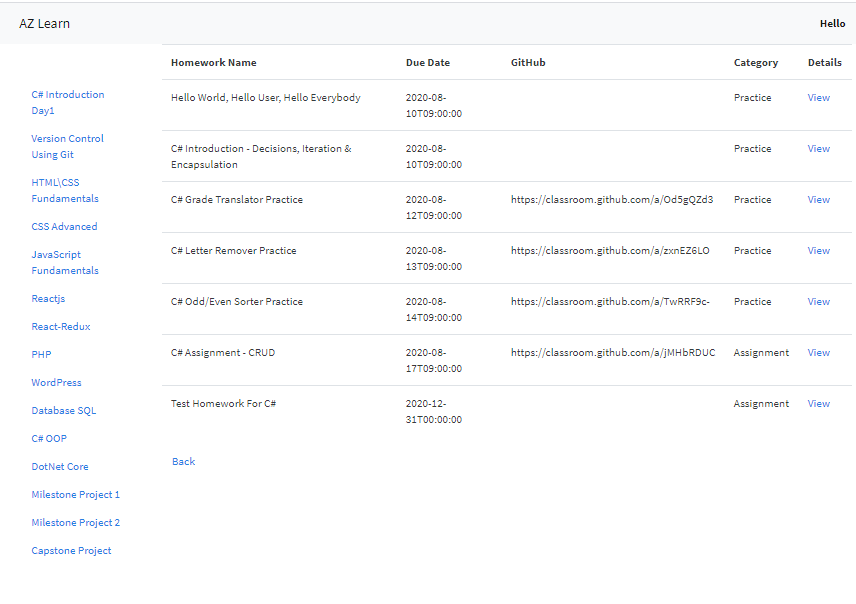 AZ Learn
Hello
C# Introduction
Day1
Version Control
Using Git
HTML\CSS
Fundamentals
CSS Advanced
JavaScript
Fundamentals
Reactjs
React-Redux
PHP
WordPress
Database SQL
C# OOP
DotNet Core
Milestone Project 1
Milestone Project 2
Capstone Project
Homework Name Due Date GitHub Category Details
Hello World, Hello User, Hello Everybody 2020-08- Practice View
10T09:00:00
C# Introduction - Decisions, Iteration & 2020-08- Practice View
Encapsulation 10T09:00:00
C# Grade Translator Practice 2020-08- https://classroom.github.com/a/Od5gQZd3 Practice View
12T09:00:00
C# Letter Remover Practice 2020-08- https://classroom.github.com/a/zxnEZ6LO Practice View
13T09:00:00
C# Odd/Even Sorter Practice 2020-08- https://classroom.github.com/a/TwRRF9c- Practice View
14T09:00:00
C# Assignment - CRUD 2020-08- https://classroom.github.com/a/jMHbRDUC Assignment View
17T09:00:00
Test Homework For C# 2020-12- Assignment View
31T00:00:00
Back